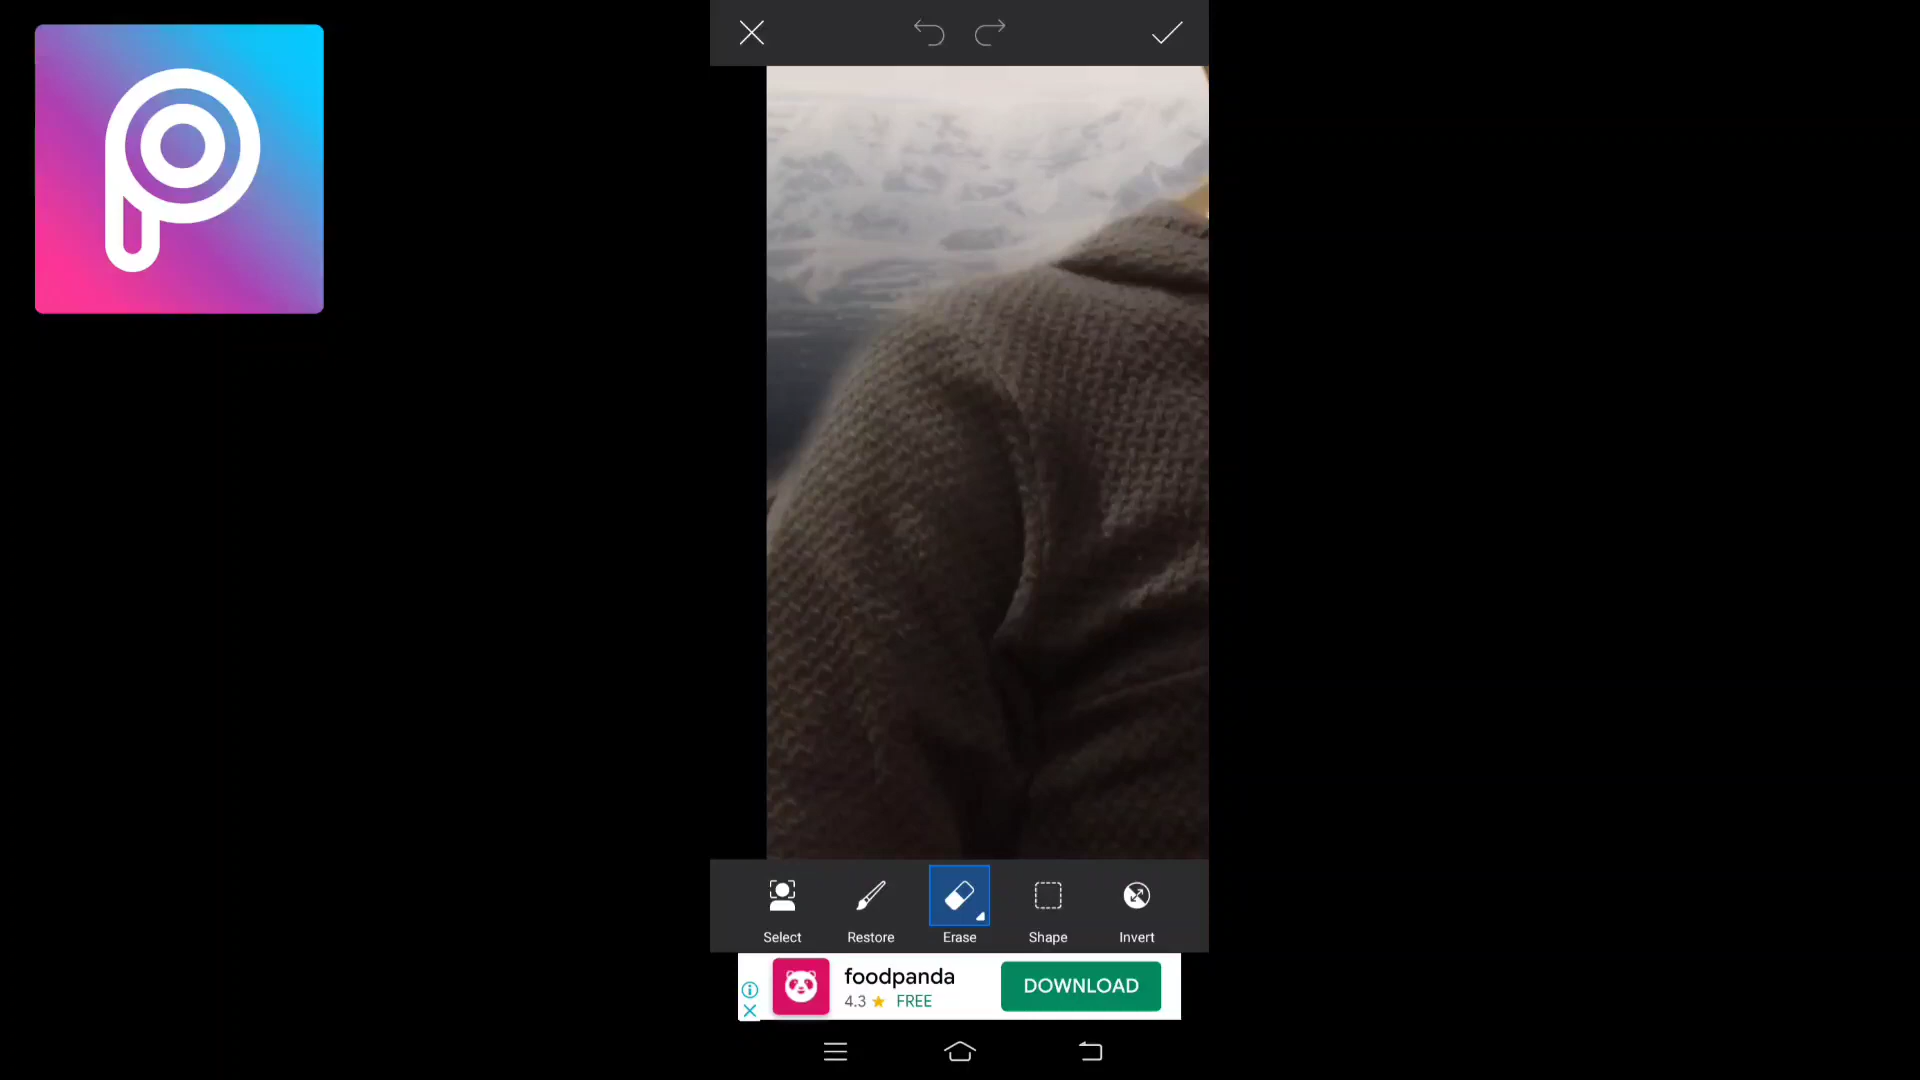 Select
Restore
Erase
Shape
Invert
foodpanda
4.3 ★ FREE
DOWNLOAD